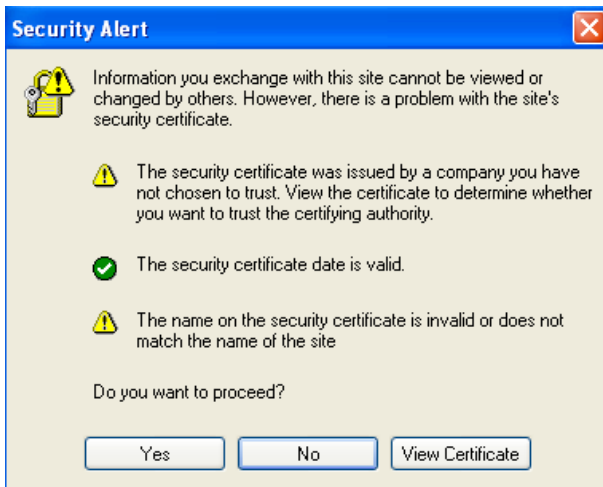 Security Alert
Information you exchange with this site cannot be viewed or
changed by others. However, there is a problem with the site's
security certificate.
The security certificate was issued by a company you have
not chosen to trust. View the certificate to determine whether
you want to trust the certifying authority.
The security certificate date is valid.
The name on the security certificate is invalid or does not
match the name of the site
Do you want to proceed?
Yes
No
View Certificate